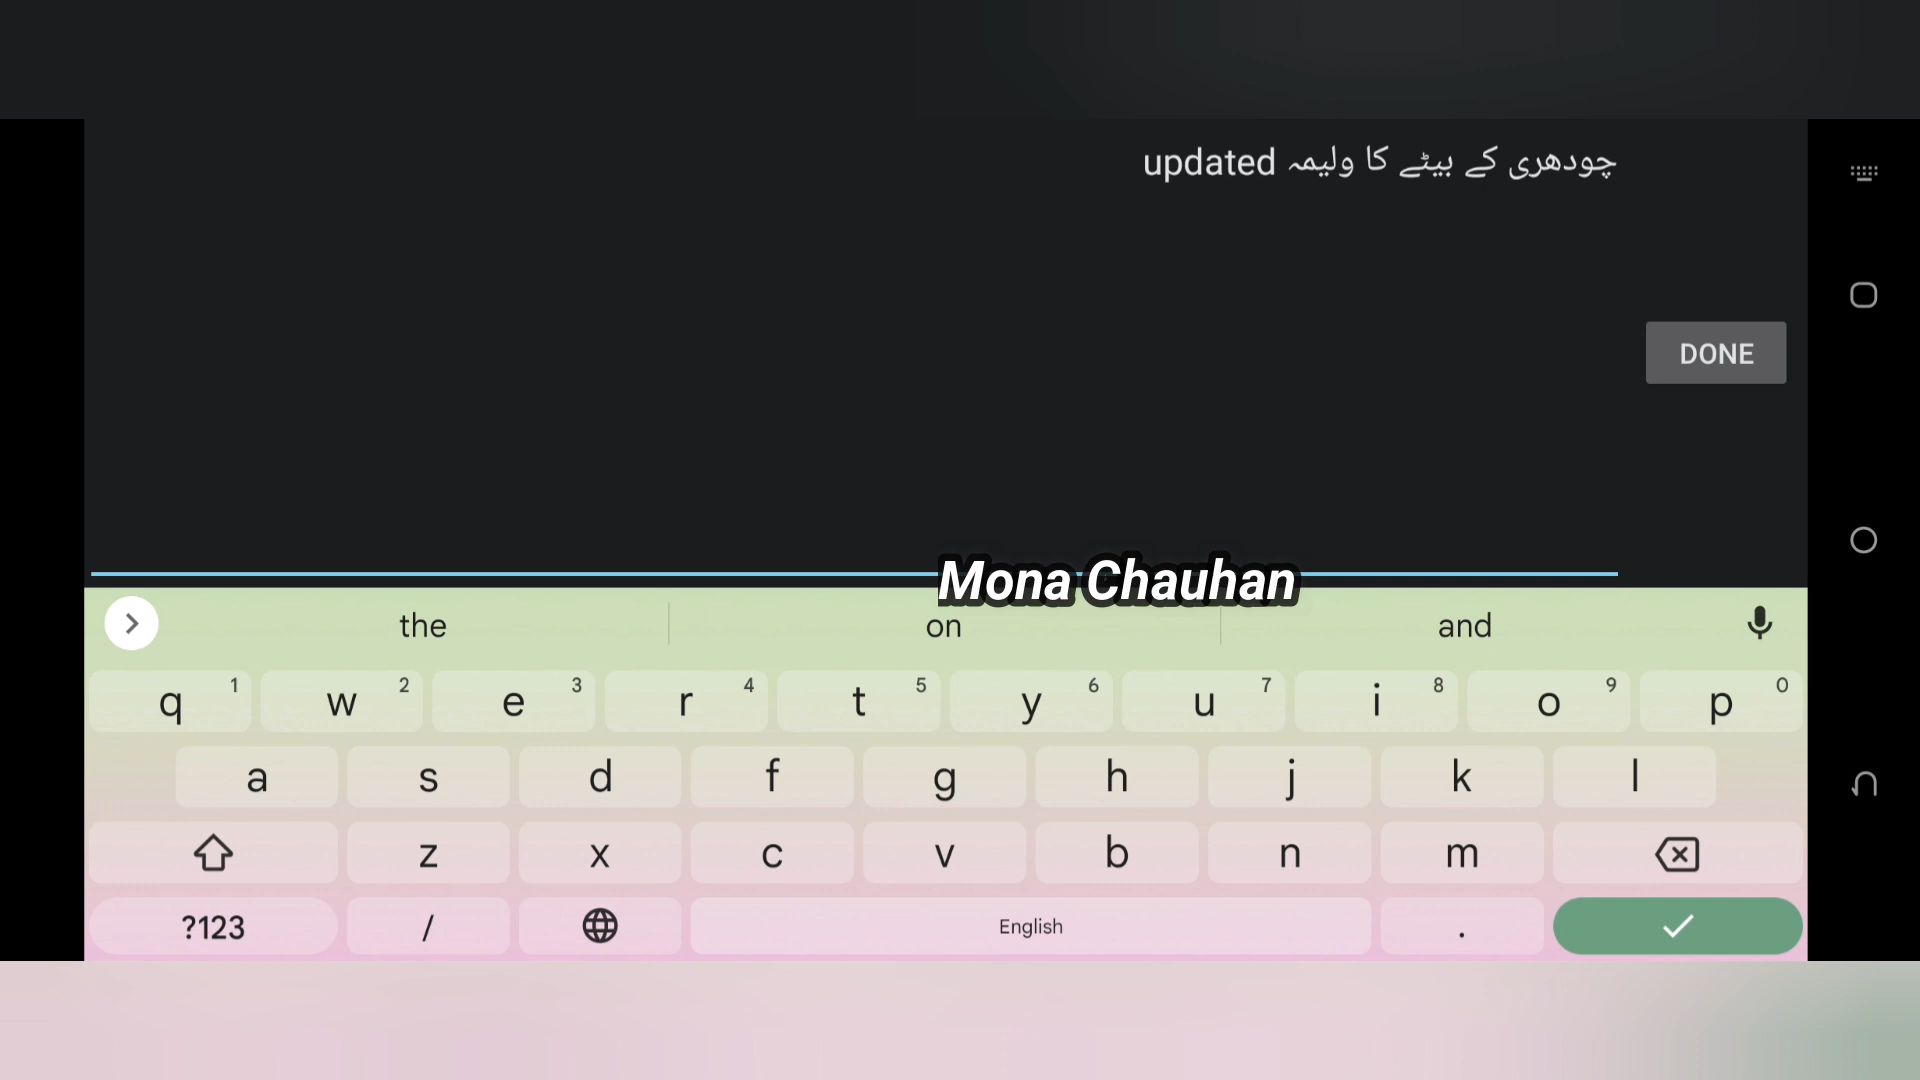 چودھری کے بیٹے کا ولیمہ updated
DONE
Mona Chauhan
the on and
q 1 w 2 e 3 r 4 t 5 y 6 u 7 i 8 o 9 p 0
a s d f g h j k l
z x c v b n m
?123 / English .